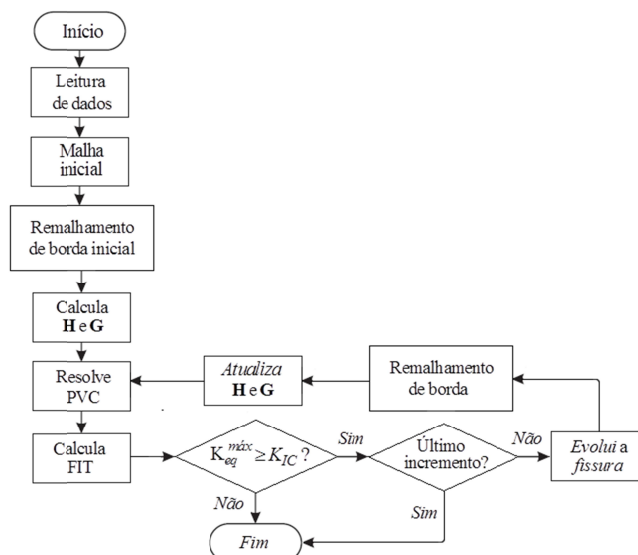 Início
Leitura
de dados
Malha
inicial
Remalhamento
de borda inicial
Calcula
H e G
Resolve
PVC
Atualiza
H e G
Remalhamento
de borda
Calcula
FIT
K_eq^máx ≥ K_IC ?
Sim
Último
incremento?
Não
Evolui a
fissura
Não
Sim
Fim